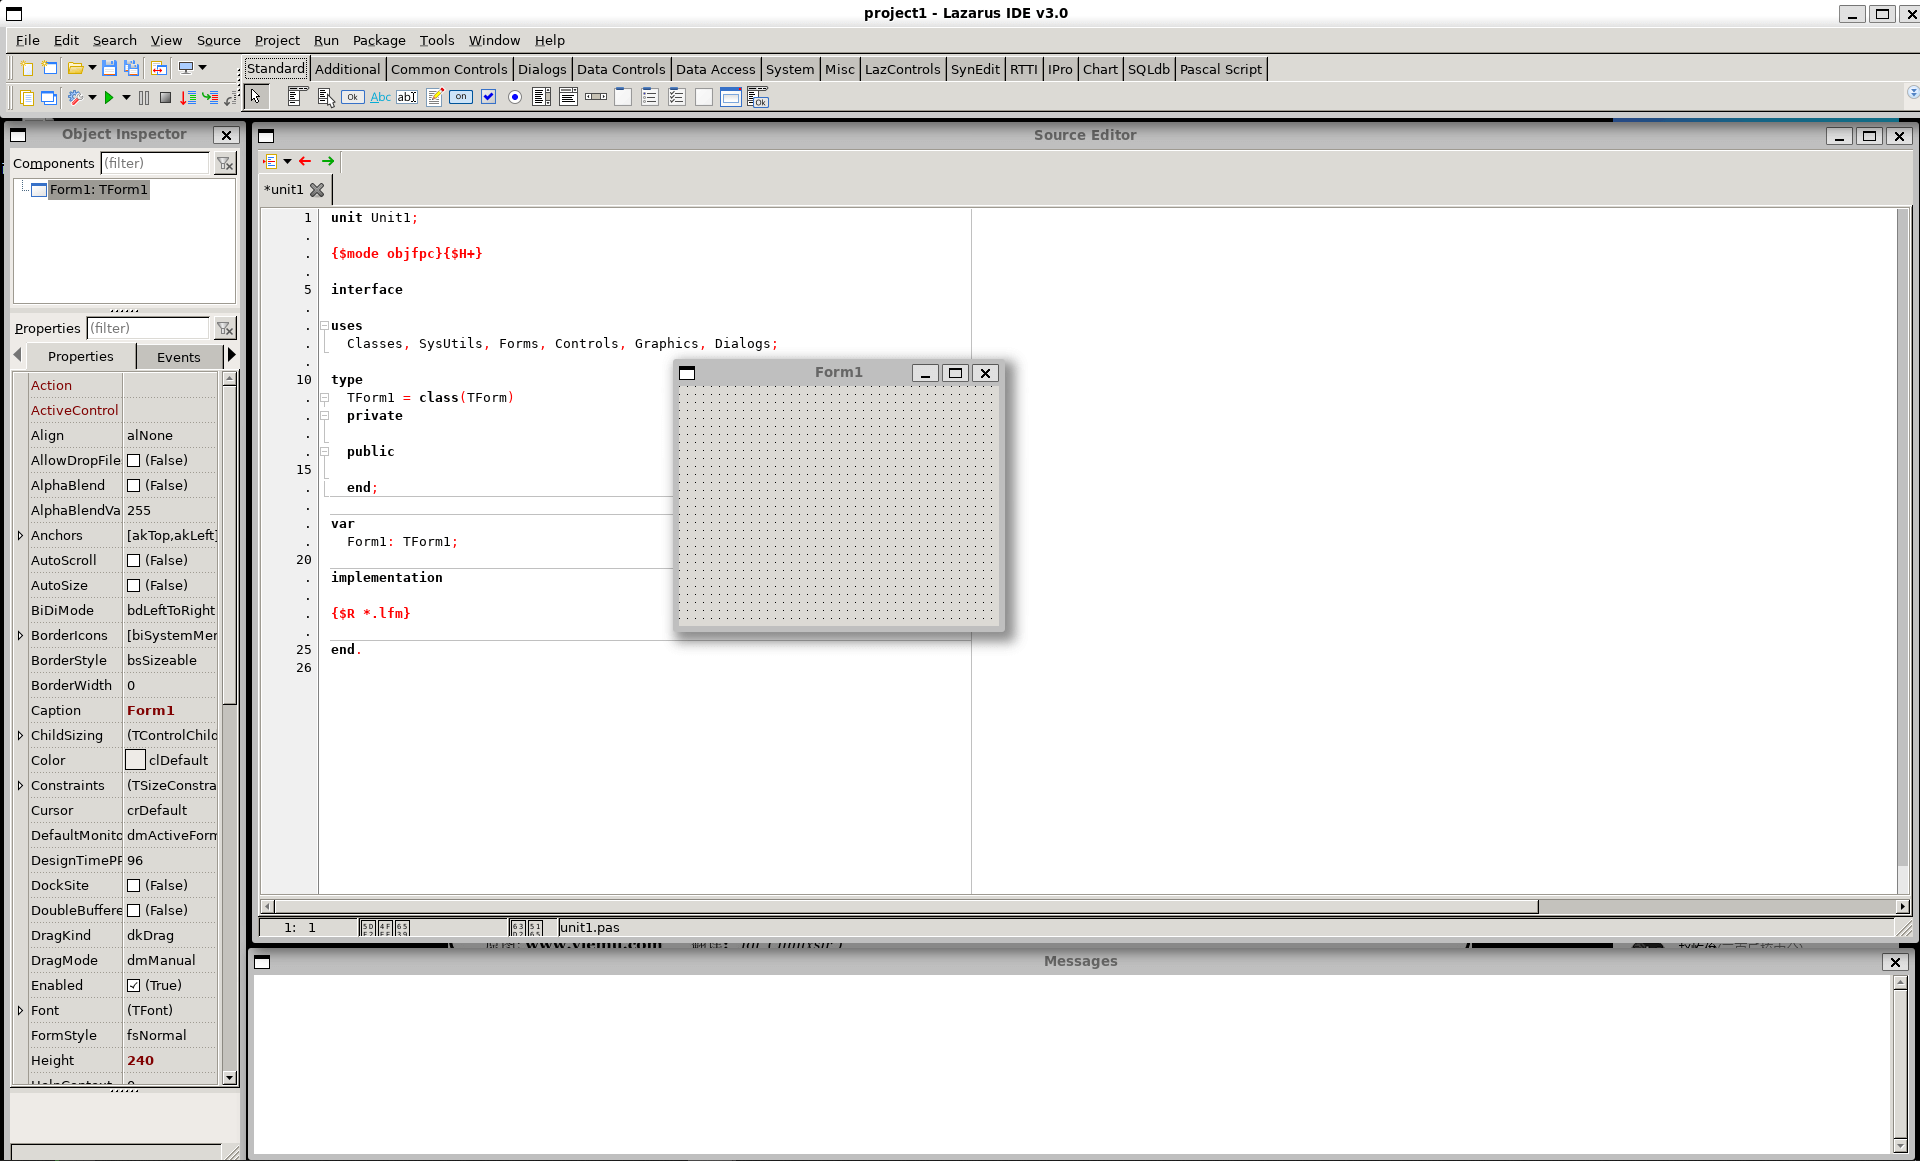 project1 - Lazarus IDE v3.0
File Edit Search View Source Project Run Package Tools Window Help
Standard Additional Common Controls Dialogs Data Controls Data Access System Misc LazControls SynEdit RTTI IPro Chart SQLdb Pascal Script
Ok Abc ab on Ok
Object Inspector
Components (filter)
Form1: TForm1
Properties (filter)
Properties Events
Action
ActiveControl
Align alNone
AllowDropFile (False)
AlphaBlend (False)
AlphaBlendVa 255
Anchors [akTop,akLeft]
AutoScroll (False)
AutoSize (False)
BiDiMode bdLeftToRight
BorderIcons [biSystemMer
BorderStyle bsSizeable
BorderWidth 0
Caption Form1
ChildSizing (TControlChild
Color clDefault
Constraints (TSizeConstra
Cursor crDefault
DefaultMonito dmActiveForm
DesignTimePF 96
DockSite (False)
DoubleBuffere (False)
DragKind dkDrag
DragMode dmManual
Enabled (True)
Font (TFont)
FormStyle fsNormal
Height 240
Source Editor
*unit1
1 unit Unit1;
.
. {$mode objfpc}{$H+}
.
5 interface
.
. uses
. Classes, SysUtils, Forms, Controls, Graphics, Dialogs;
.
10 type
. TForm1 = class(TForm)
. private
.
. public
15
. end;
.
. var
. Form1: TForm1;
20
. implementation
.
. {$R *.lfm}
.
25 end.
26
Form1
1: 1 unit1.pas
Messages